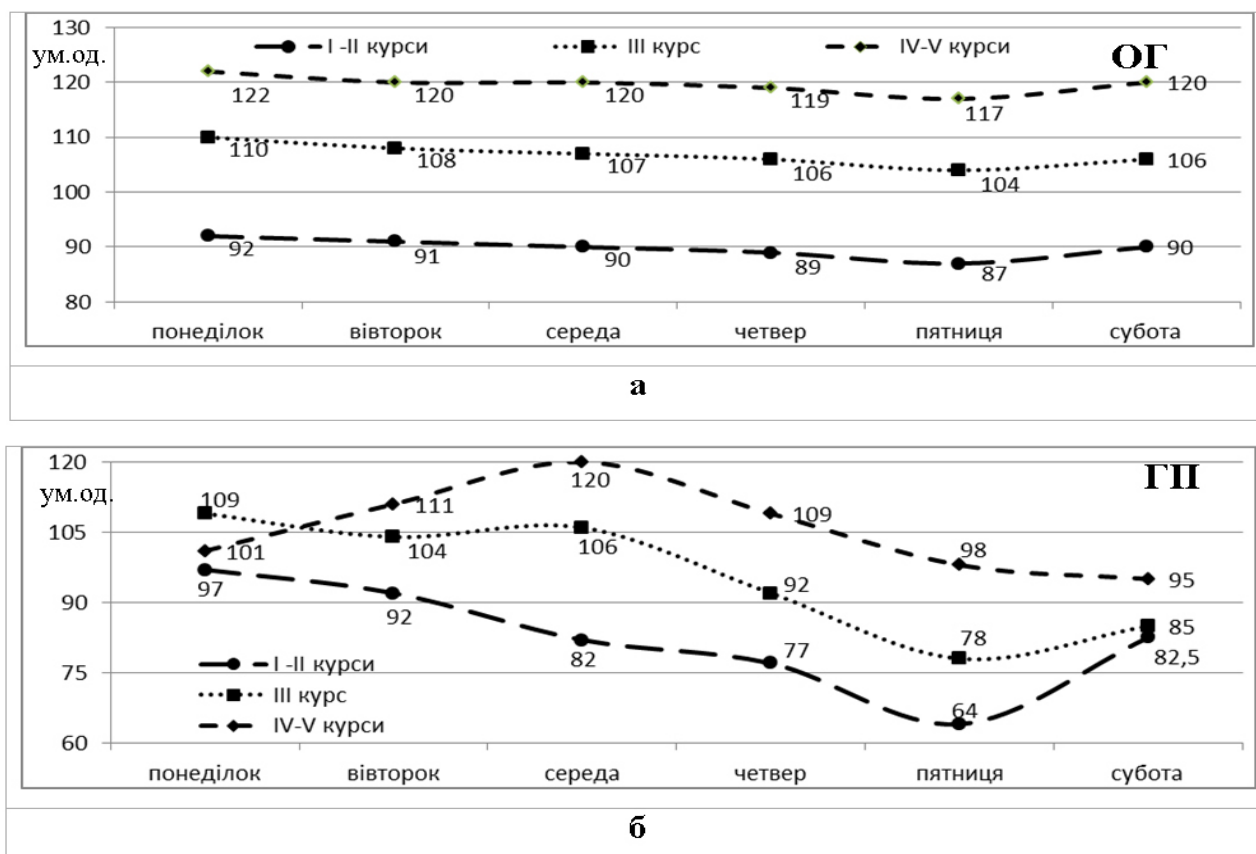 130
ум.од.
I -II курси
III курс
IV-V курси
ОГ
120
122
120
120
119
117
120
110
110
108
107
106
104
106
100
90
92
91
90
89
87
90
80
понеділок
вівторок
середа
четвер
пятниця
субота
а
120
ум.од.
ГП
109
111
120
109
105
101
104
106
98
95
90
97
92
82
92
77
78
85
82,5
75
64
I -II курси
III курс
IV-V курси
60
понеділок
вівторок
середа
четвер
пятниця
субота
б